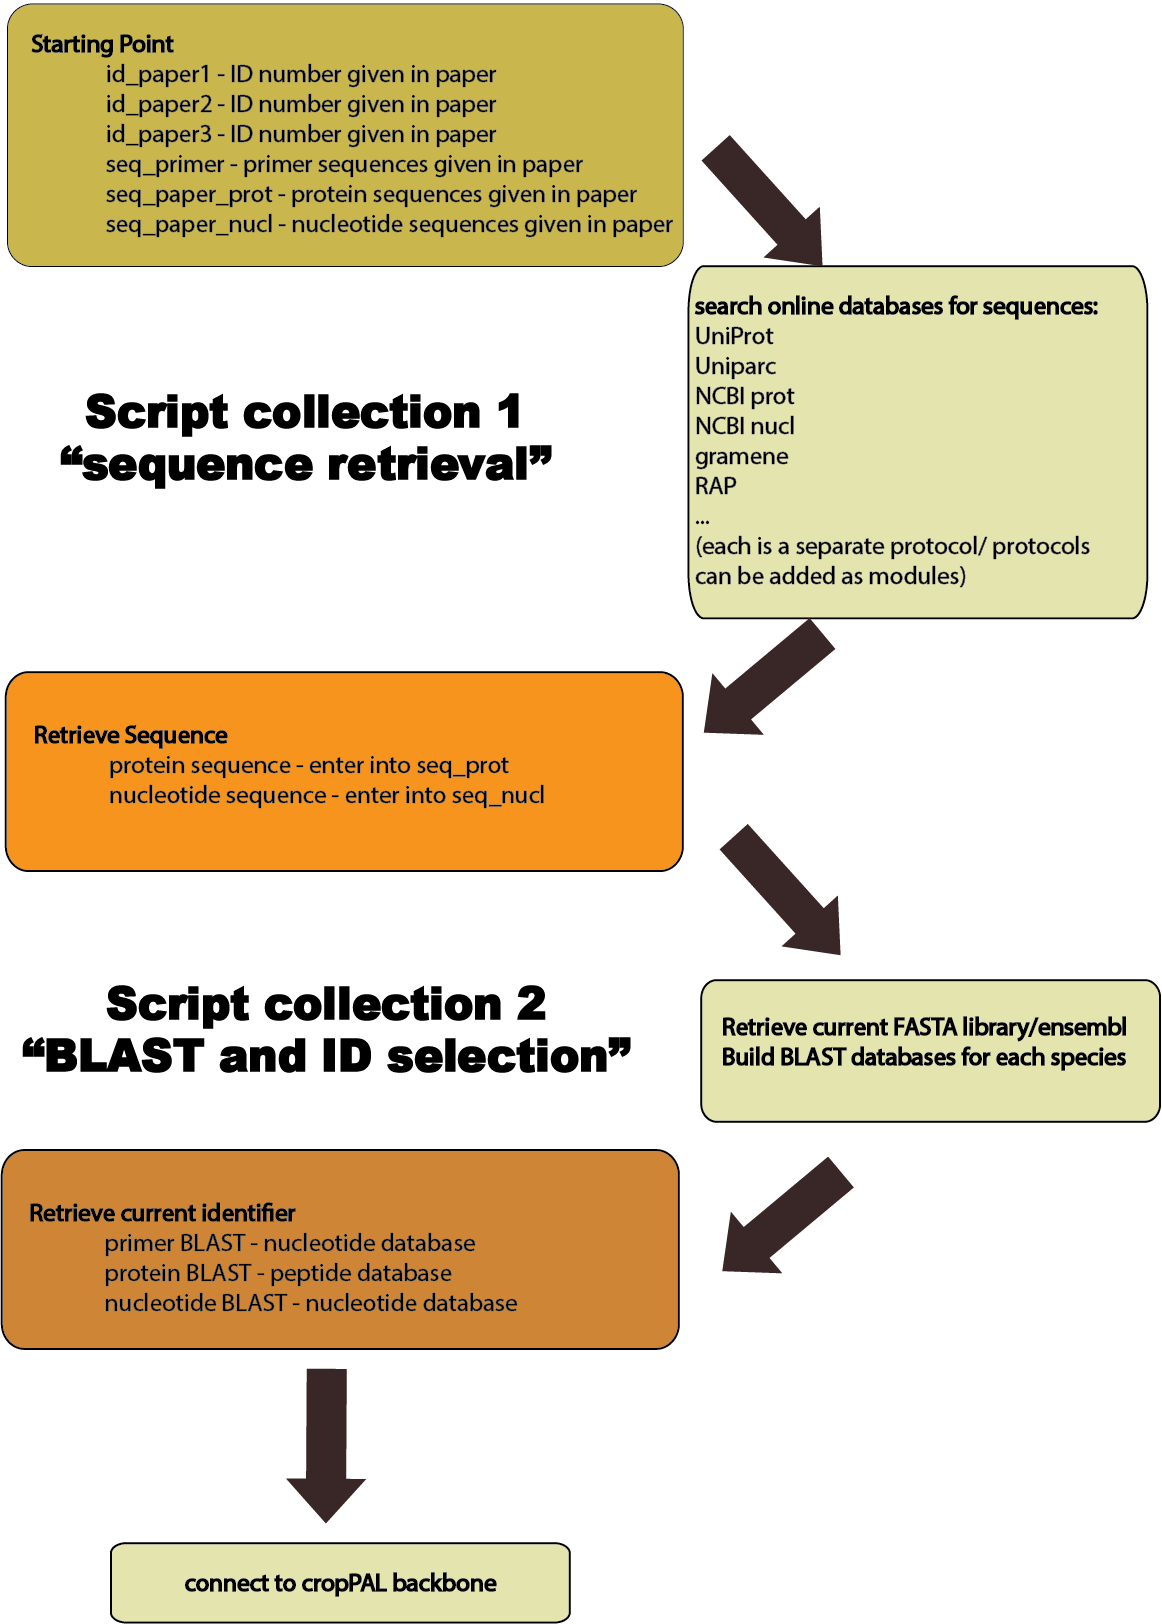 Starting Point
id_paper1 - ID number given in paper
id_paper2 - ID number given in paper
id_paper3 - ID number given in paper
seq_primer - primer sequences given in paper
seq_paper_prot - protein sequences given in paper
seq_paper_nucl - nucleotide sequences given in paper
search online databases for sequences:
UniProt
Uniparc
NCBI prot
NCBI nucl
gramene
RAP
...
(each is a separate protocol/ protocols
can be added as modules)
Script collection 1
“sequence retrieval”
Retrieve Sequence
protein sequence - enter into seq_prot
nucleotide sequence - enter into seq_nucl
Script collection 2
“BLAST and ID selection”
Retrieve current FASTA library/ensembl
Build BLAST databases for each species
Retrieve current identifier
primer BLAST - nucleotide database
protein BLAST - peptide database
nucleotide BLAST - nucleotide database
connect to cropPAL backbone